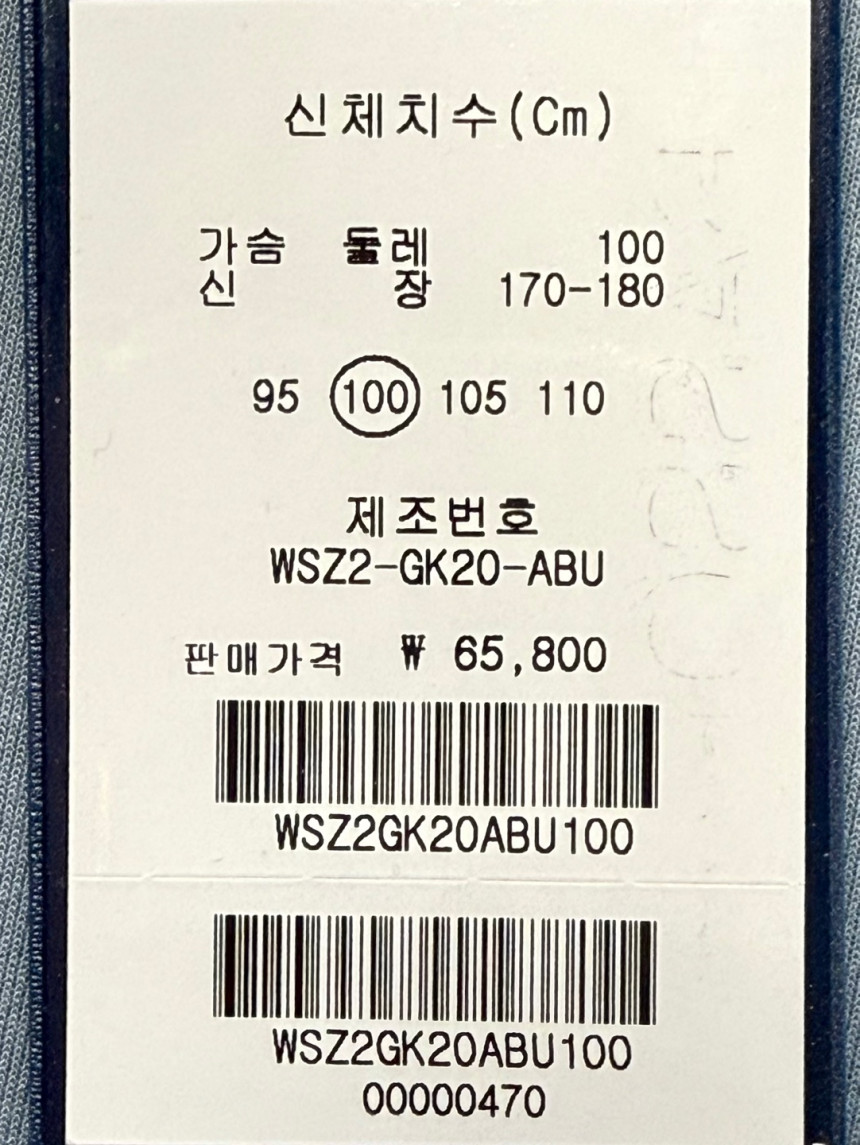 신체치수(Cm)
가슴 둘레 100
신 장 170-180
95 100 105 110
제조번호
WSZ2-GK20-ABU
판매가격 ₩ 65,800
WSZ2GK20ABU100
WSZ2GK20ABU100
00000470